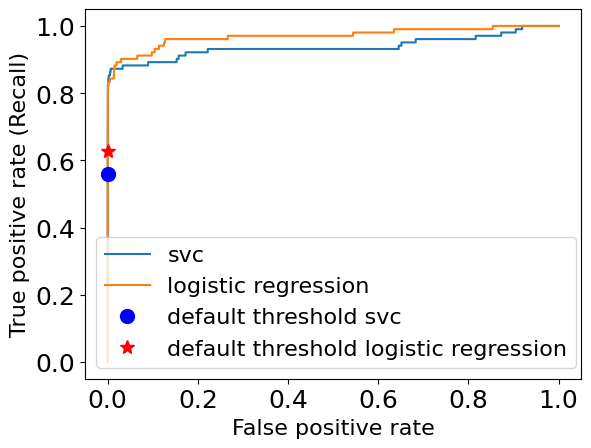 True positive rate (Recall)
1.0
0.8
0.6
0.4
0.2
0.0
svc
logistic regression
default threshold svc
default threshold logistic regression
0.0 0.2 0.4 0.6 0.8 1.0
False positive rate